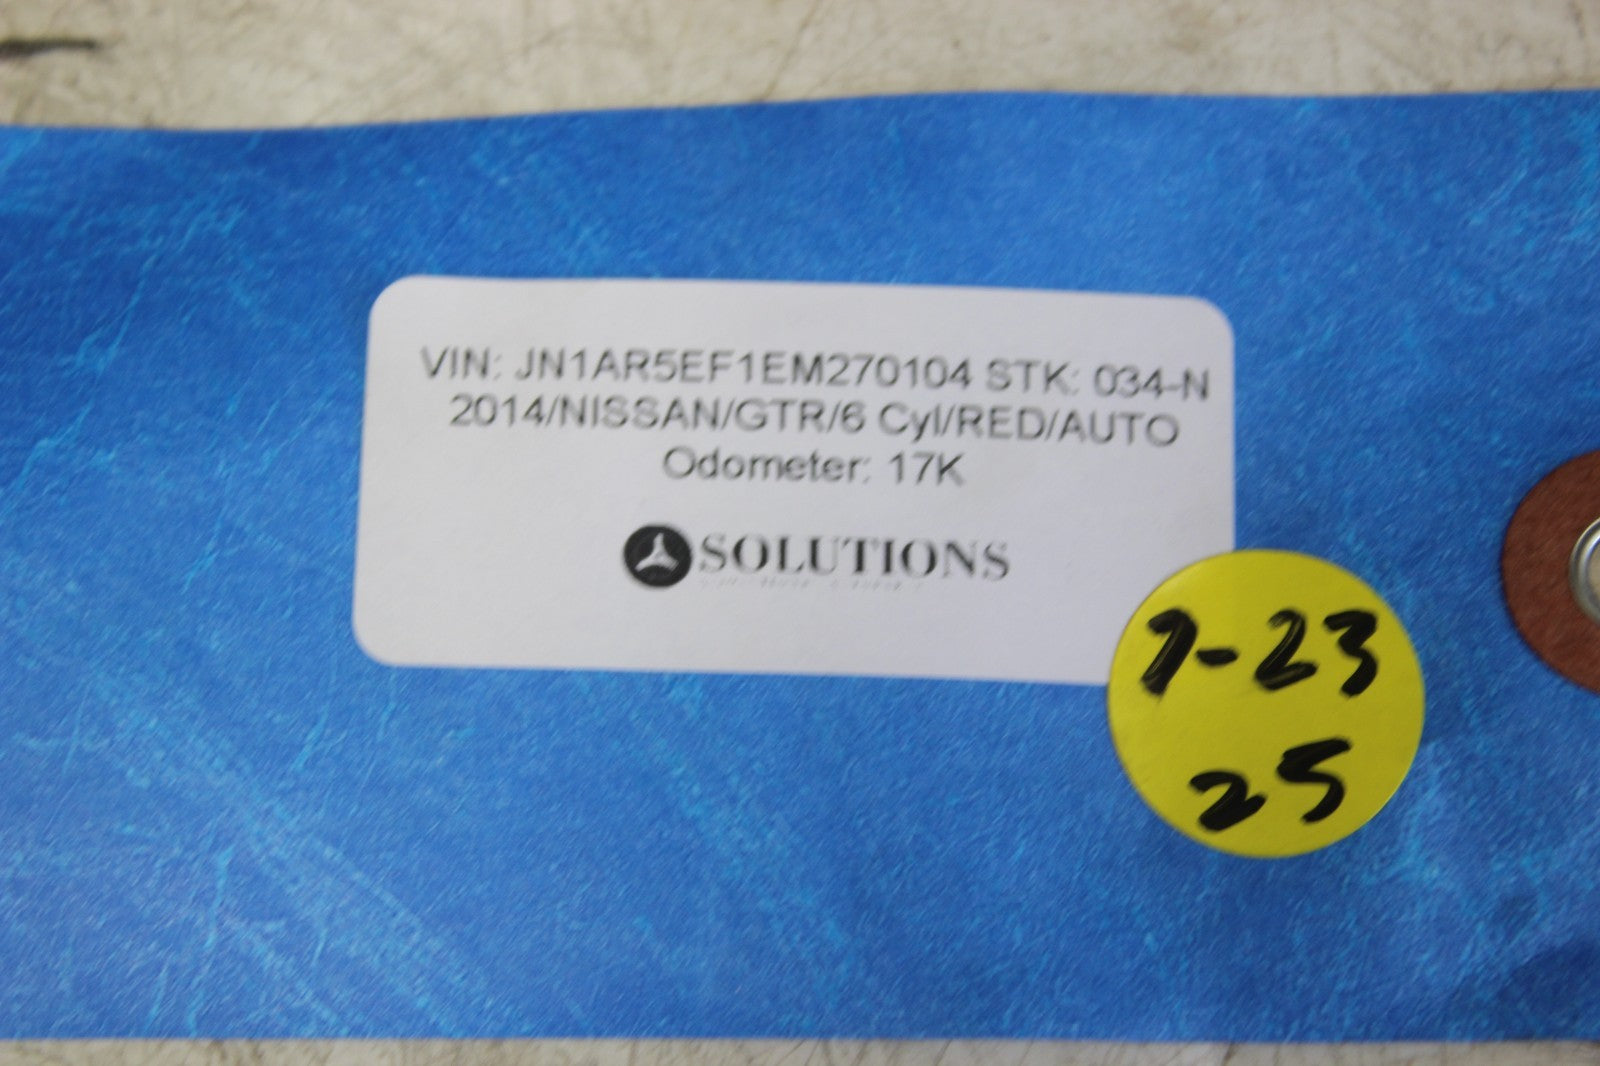 VIN: JN1AR5EF1EM270104 STK: 034-N
2014/NISSAN/GTR/6 Cyl/RED/AUTO
Odometer: 17K
SOLUTIONS
7-23
25